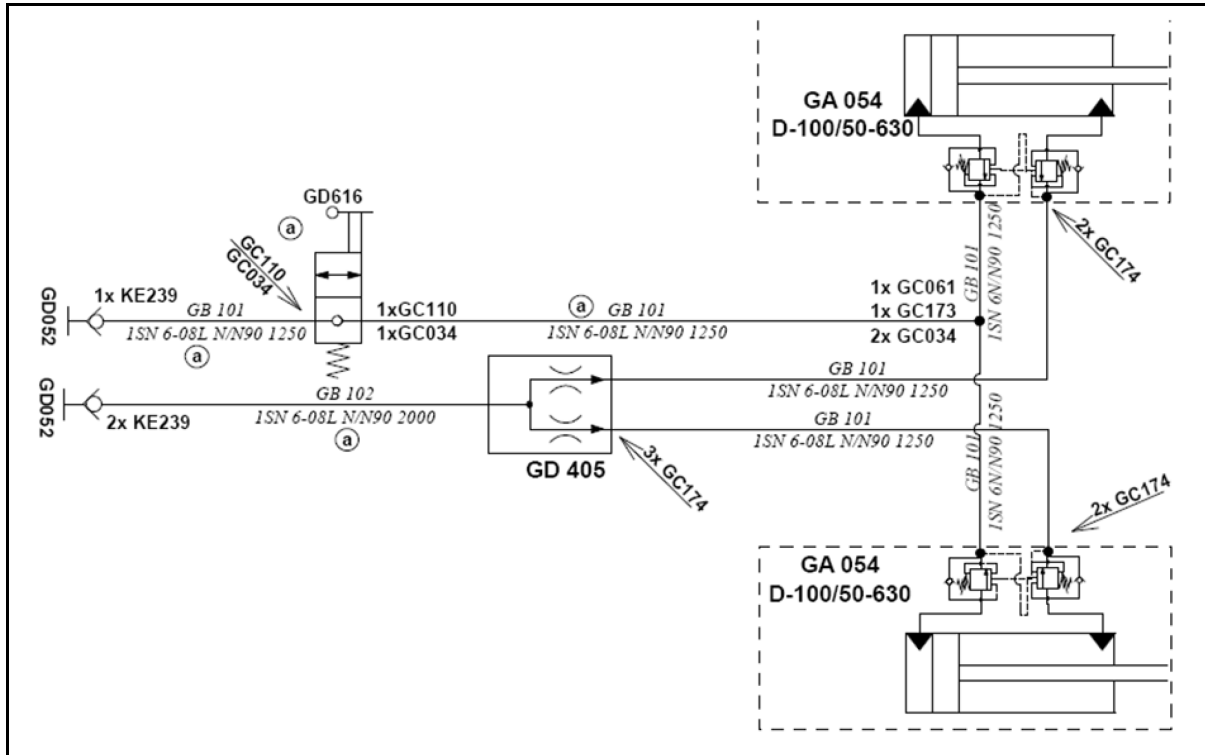 GA 054
D-100/50-630
GD616
a
GC110
GC034
2x GC174
GB 101
1SN 6N/N90 1250
GD052
1x KE239
GB 101
1SN 6-08L N/N90 1250
a
1xGC110
1xGC034
a
GB 101
1SN 6-08L N/N90 1250
1x GC061
1x GC173
2x GC034
GD052
2x KE239
GB 102
1SN 6-08L N/N90 2000
a
GD 405
3x GC174
GB 101
1SN 6-08L N/N90 1250
GB 101
1SN 6-08L N/N90 1250
GB 101
1SN 6N/N90 1250
2x GC174
GA 054
D-100/50-630